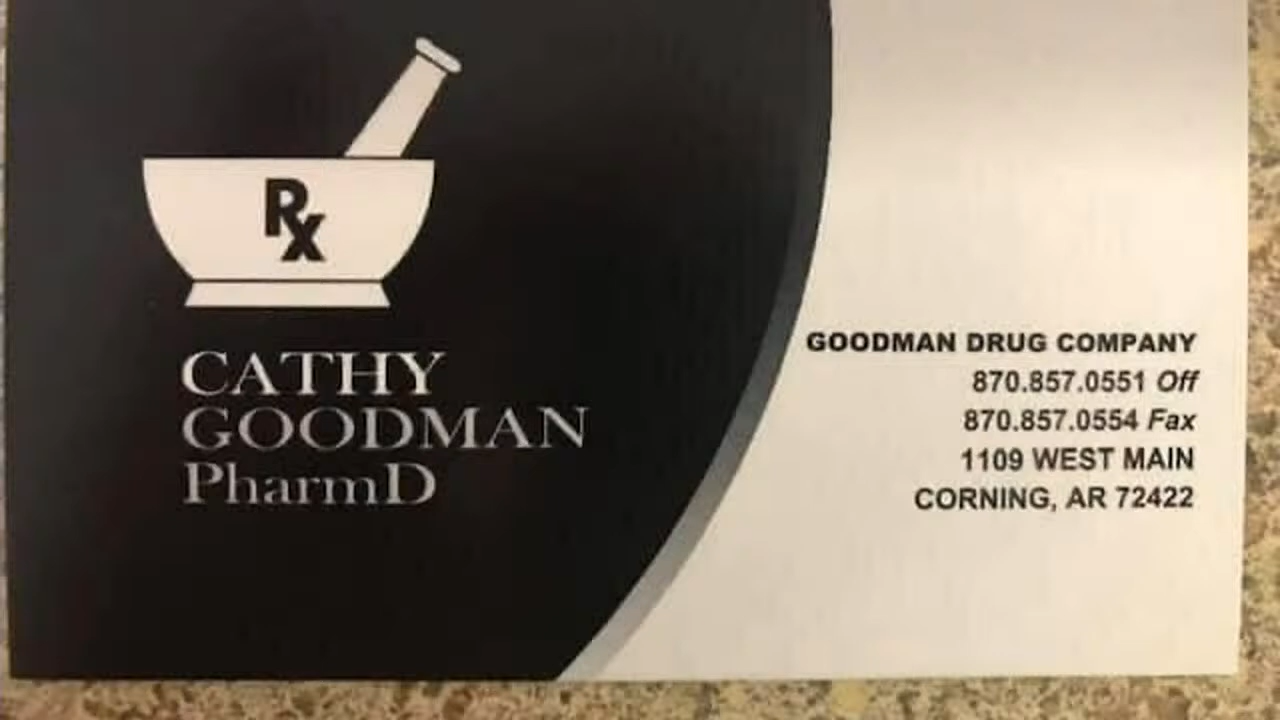 Rx
CATHY
GOODMAN
PharmD
GOODMAN DRUG COMPANY
870.857.0551 Off
870.857.0554 Fax
1109 WEST MAIN
CORNING, AR 72422